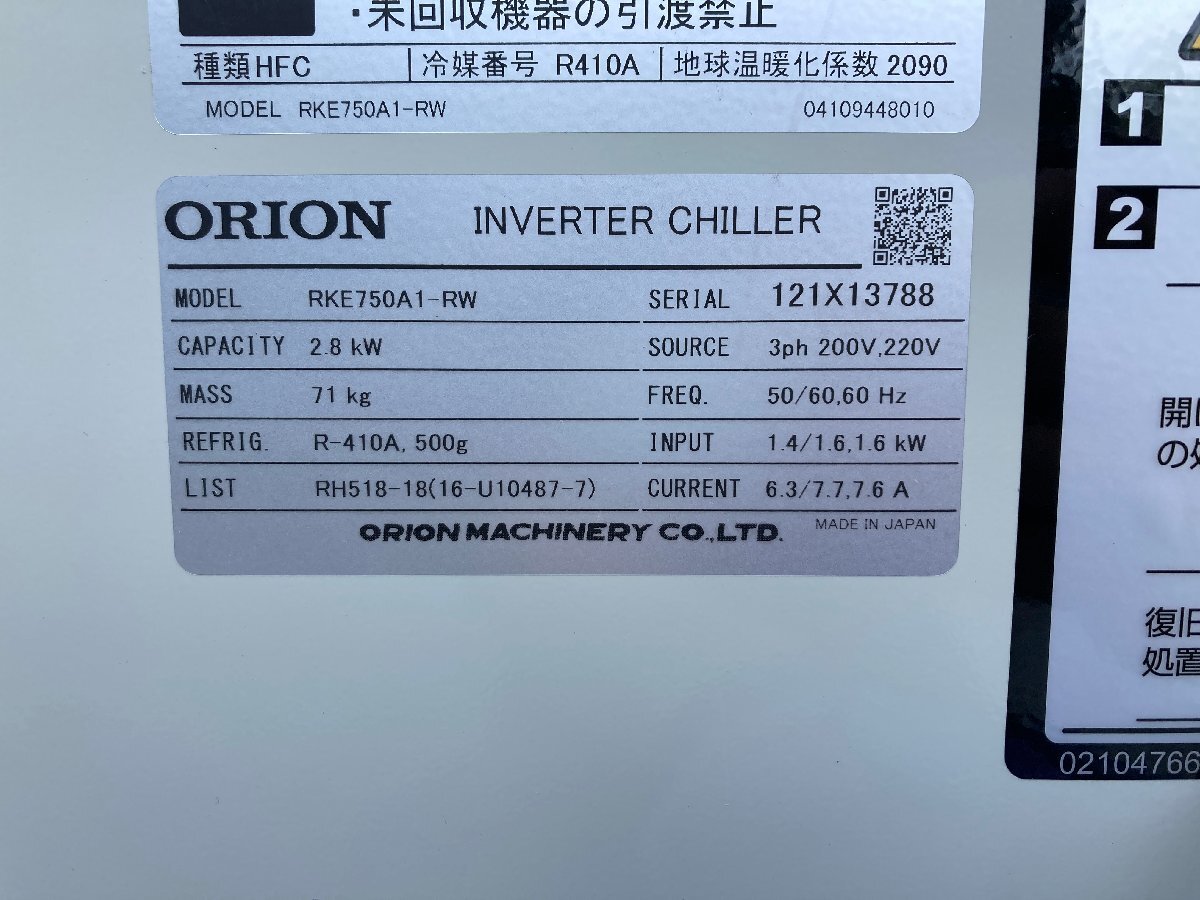 ・未回収機器の引渡禁止
種類HFC 冷媒番号 R410A 地球温暖化係数 2090
MODEL RKE750A1-RW 04109448010
ORION INVERTER CHILLER
MODEL RKE750A1-RW SERIAL 121X13788
CAPACITY 2.8 kW SOURCE 3ph 200V,220V
MASS 71 kg FREQ. 50/60,60 Hz
REFRIG. R-410A, 500g INPUT 1.4/1.6,1.6 kW
LIST RH518-18(16-U10487-7) CURRENT 6.3/7.7,7.6 A
ORION MACHINERY CO.,LTD. MADE IN JAPAN
1
2
開
の処
復旧
処置
02104766